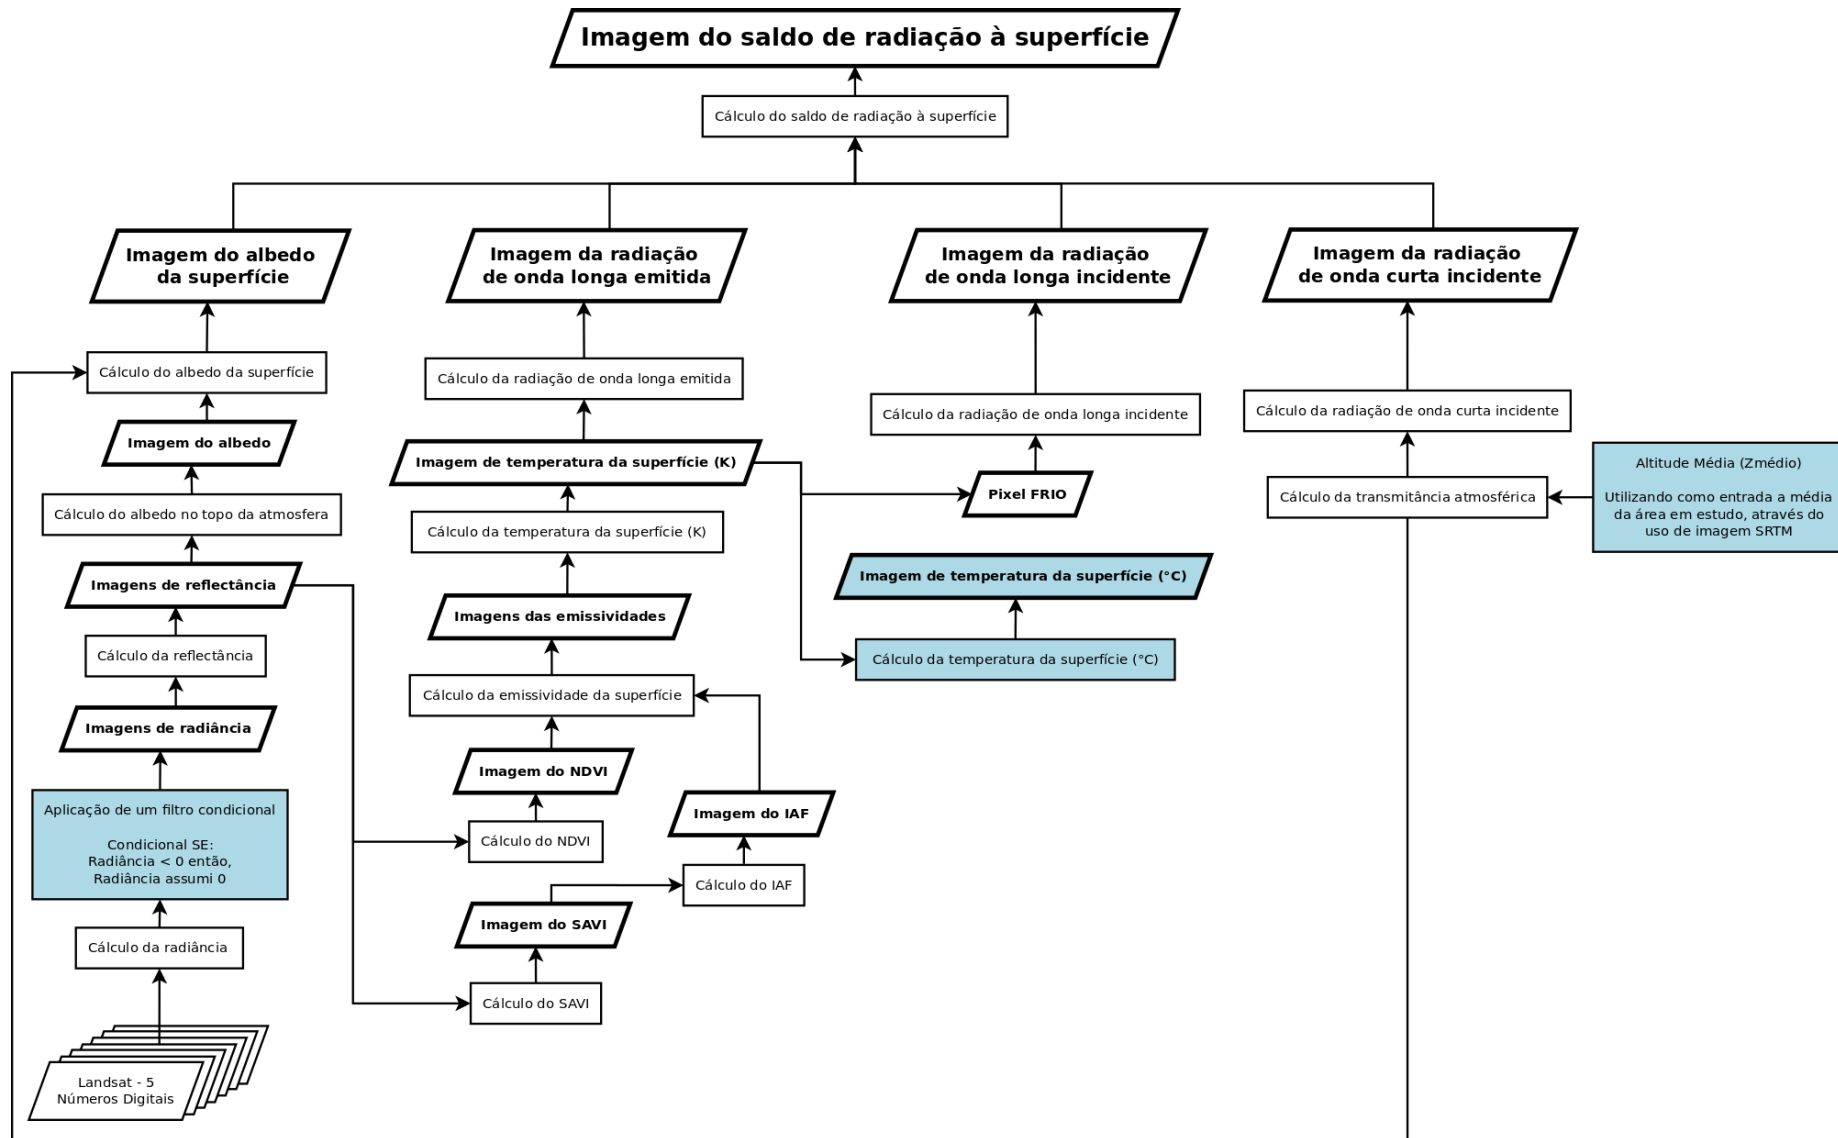 Imagem do saldo de radiação à superfície
Cálculo do saldo de radiação à superfície
Imagem do albedo
da superfície
Imagem da radiação
de onda longa emitida
Imagem da radiação
de onda longa incidente
Imagem da radiação
de onda curta incidente
Cálculo do albedo da superfície
Imagem do albedo
Cálculo do albedo no topo da atmosfera
Imagens de reflectância
Cálculo da reflectância
Imagens de radiância
Aplicação de um filtro condicional
Condicional SE:
Radiância < 0 então,
Radiância assumi 0
Cálculo da radiância
Landsat - 5
Números Digitais
Cálculo da radiação de onda longa emitida
Imagem de temperatura da superfície (K)
Cálculo da temperatura da superfície (K)
Imagens das emissividades
Cálculo da emissividade da superfície
Imagem do NDVI
Cálculo do NDVI
Imagem do IAF
Cálculo do IAF
Imagem do SAVI
Cálculo do SAVI
Cálculo da radiação de onda longa incidente
Pixel FRIO
Imagem de temperatura da superfície (°C)
Cálculo da temperatura da superfície (°C)
Cálculo da radiação de onda curta incidente
Cálculo da transmitância atmosférica
Altitude Média (Zmédio)
Utilizando como entrada a média
da área em estudo, através do
uso de imagem SRTM